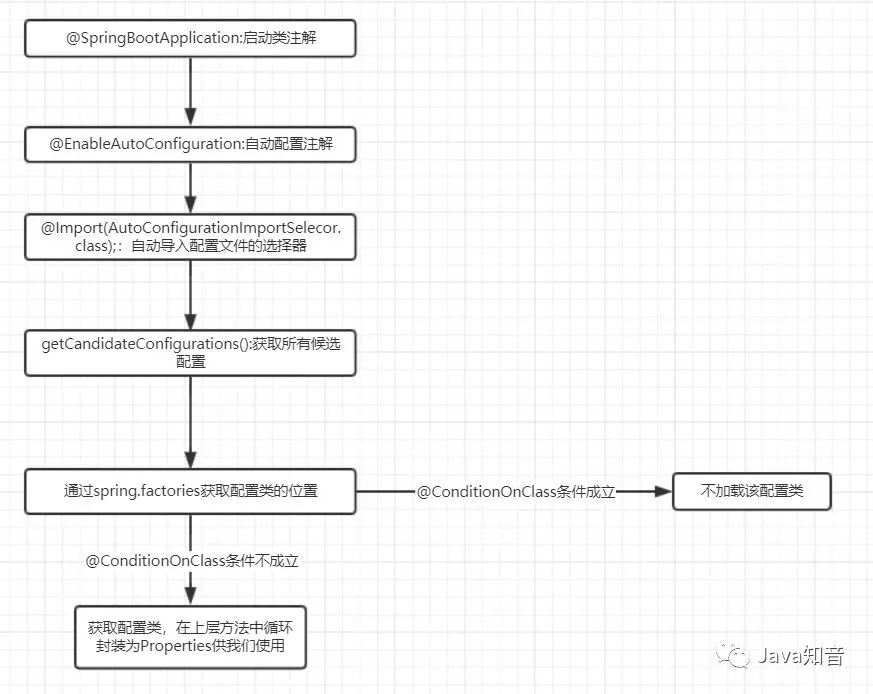 @SpringBootApplication:启动类注解
@EnableAutoConfiguration:自动配置注解
@Import(AutoConfigurationImportSelecor.
class);：自动导入配置文件的选择器
getCandidateConfigurations():获取所有候选
配置
通过spring.factories获取配置类的位置
@ConditionOnClass条件成立
不加载该配置类
@ConditionOnClass条件不成立
获取配置类，在上层方法中循环
封装为Properties供我们使用
Java知音